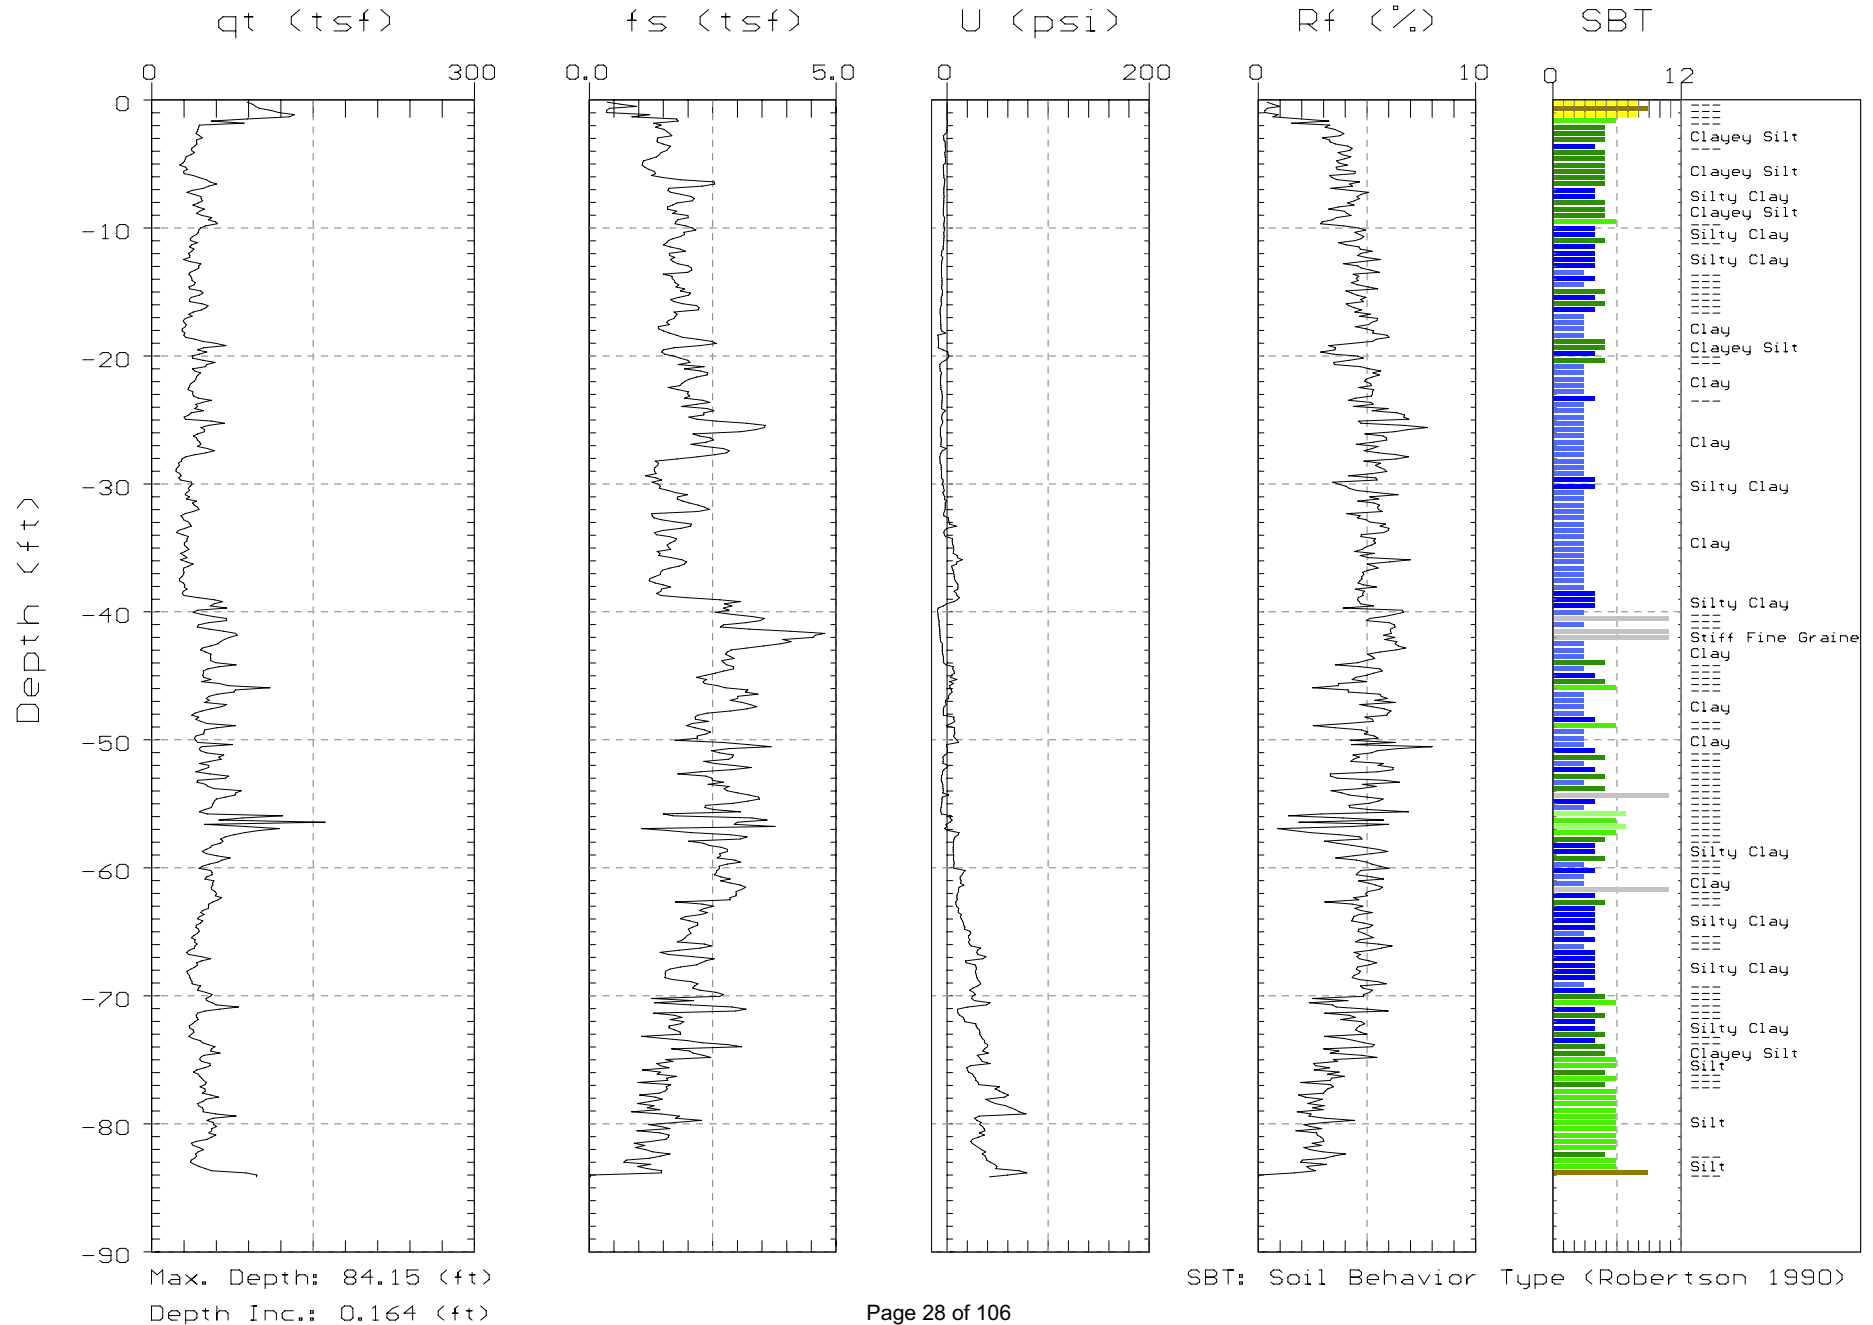 qt (tsf) fs (tsf) U (psi) Rf (%) SBT
0 300 0.0 5.0 0 200 0 10 0 12
0
-10
-20
-30
-40
-50
-60
-70
-80
-90
Depth (ft)
---
---
---
Clayey Silt
---
Clayey Silt
Silty Clay
Clayey Silt
---
Silty Clay
---
Silty Clay
---
---
---
---
Clay
Clayey Silt
---
Clay
---
Clay
Silty Clay
Clay
Silty Clay
---
---
Stiff Fine Graine
Clay
---
---
---
Clay
---
Clay
---
---
---
---
---
---
---
---
Silty Clay
---
Clay
---
Silty Clay
---
---
Silty Clay
---
---
---
Silty Clay
---
Clayey Silt
Silt
---
---
Silt
---
Silt
---
Max. Depth: 84.15 (ft)
Depth Inc.: 0.164 (ft)
SBT: Soil Behavior Type (Robertson 1990)
Page 28 of 106